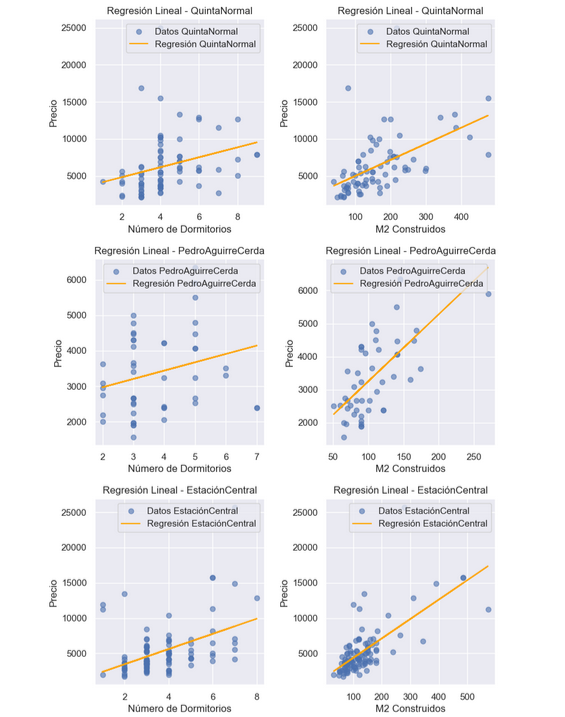 Regresión Lineal - QuintaNormal
Precio
25000
20000
15000
10000
5000
Datos QuintaNormal
Regresión QuintaNormal
2 4 6 8
Número de Dormitorios
Regresión Lineal - QuintaNormal
Precio
25000
20000
15000
10000
5000
Datos QuintaNormal
Regresión QuintaNormal
100 200 300 400
M2 Construidos
Regresión Lineal - PedroAguirreCerda
Precio
6000
5000
4000
3000
2000
Datos PedroAguirreCerda
Regresión PedroAguirreCerda
2 3 4 5 6 7
Número de Dormitorios
Regresión Lineal - PedroAguirreCerda
Precio
6000
5000
4000
3000
2000
Datos PedroAguirreCerda
Regresión PedroAguirreCerda
50 100 150 200 250
M2 Construidos
Regresión Lineal - EstaciónCentral
Precio
25000
20000
15000
10000
5000
Datos EstaciónCentral
Regresión EstaciónCentral
2 4 6 8
Número de Dormitorios
Regresión Lineal - EstaciónCentral
Precio
25000
20000
15000
10000
5000
Datos EstaciónCentral
Regresión EstaciónCentral
100 200 300 400 500
M2 Construidos